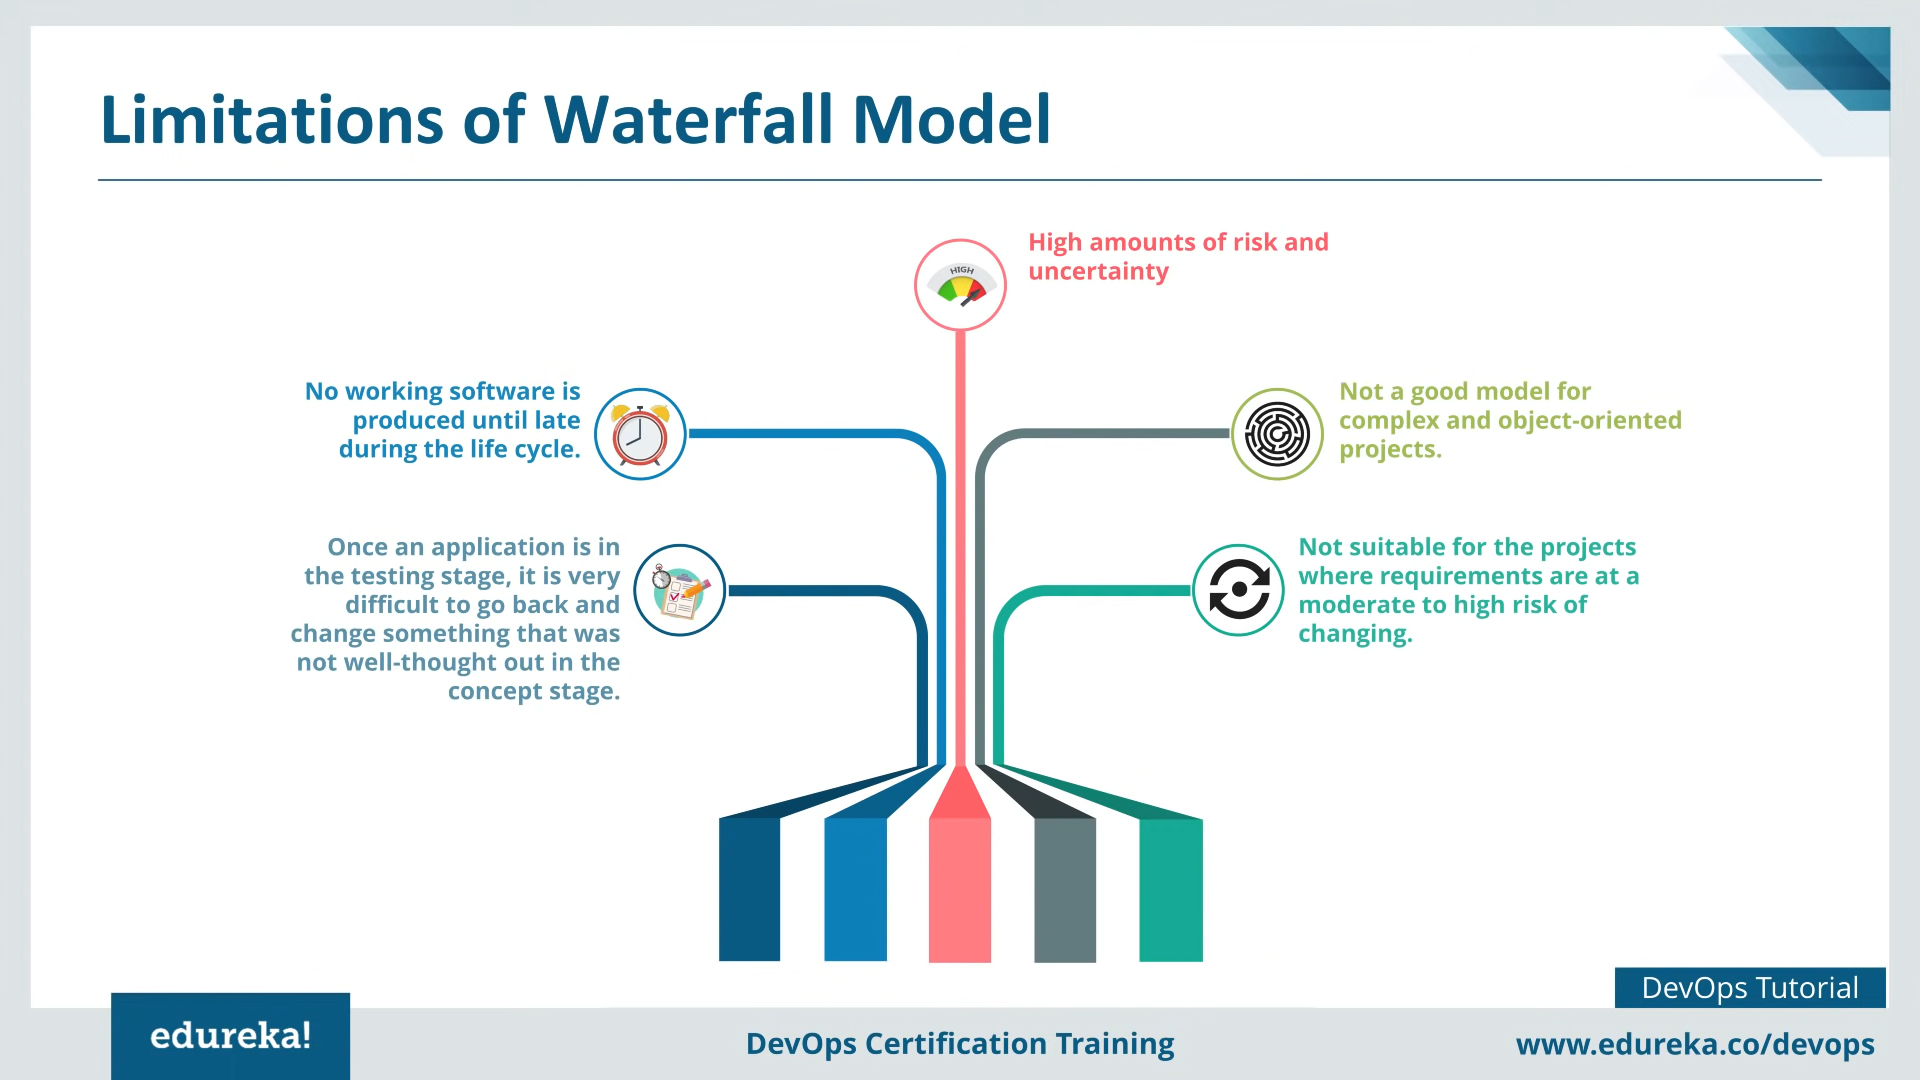 Limitations of Waterfall Model
HIGH
High amounts of risk and
uncertainty
No working software is
produced until late
during the life cycle.
Not a good model for
complex and object-oriented
projects.
Once an application is in
the testing stage, it is very
difficult to go back and
change something that was
not well-thought out in the
concept stage.
Not suitable for the projects
where requirements are at a
moderate to high risk of
changing.
DevOps Tutorial
edureka!
DevOps Certification Training
www.edureka.co/devops